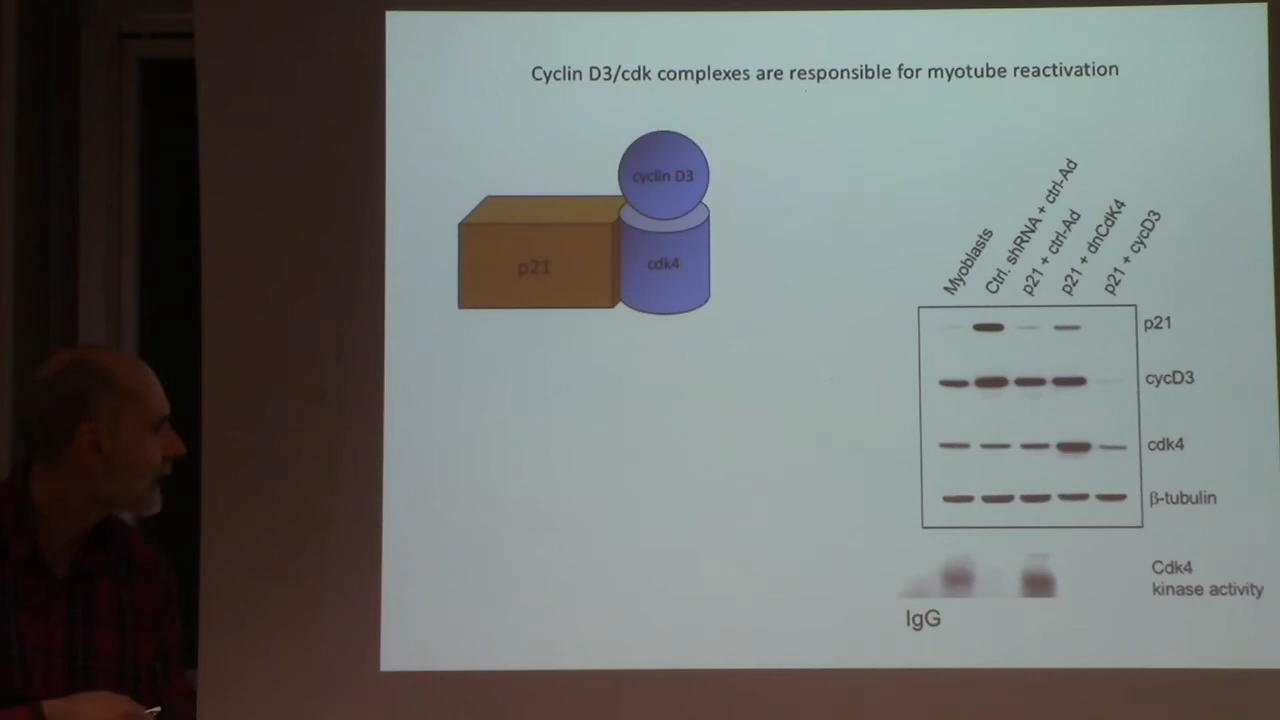 Cyclin D3/cdk complexes are responsible for myotube reactivation
cyclin D3
p21
cdk4
Myoblasts
Ctrl. shRNA + ctrl-Ad
p21 + ctrl-Ad
p21 + dnCdK4
p21 + cycD3
p21
cycD3
cdk4
β-tubulin
Cdk4
kinase activity
IgG